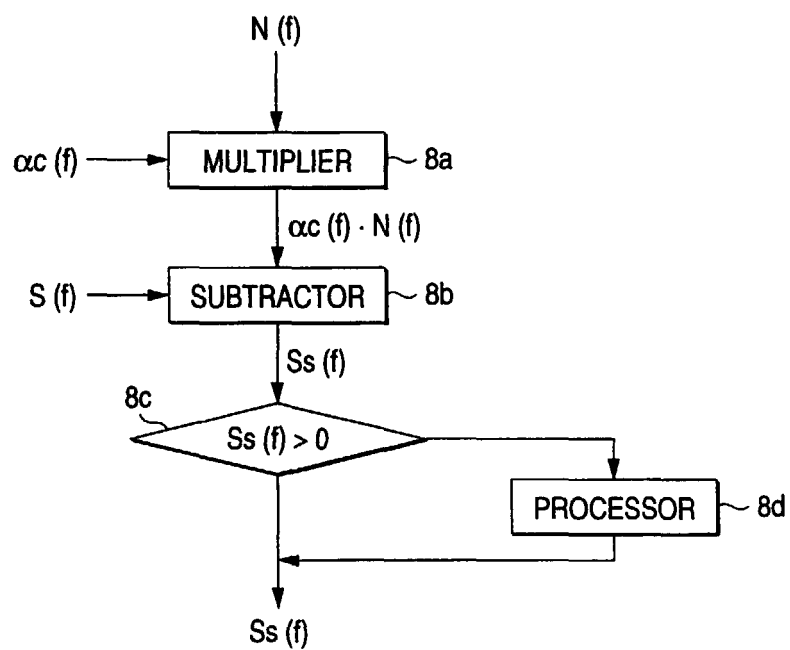 N (f)
αc (f)
MULTIPLIER
8a
αc (f) · N (f)
S (f)
SUBTRACTOR
8b
Ss (f)
8c
Ss (f) > 0
PROCESSOR
8d
Ss (f)